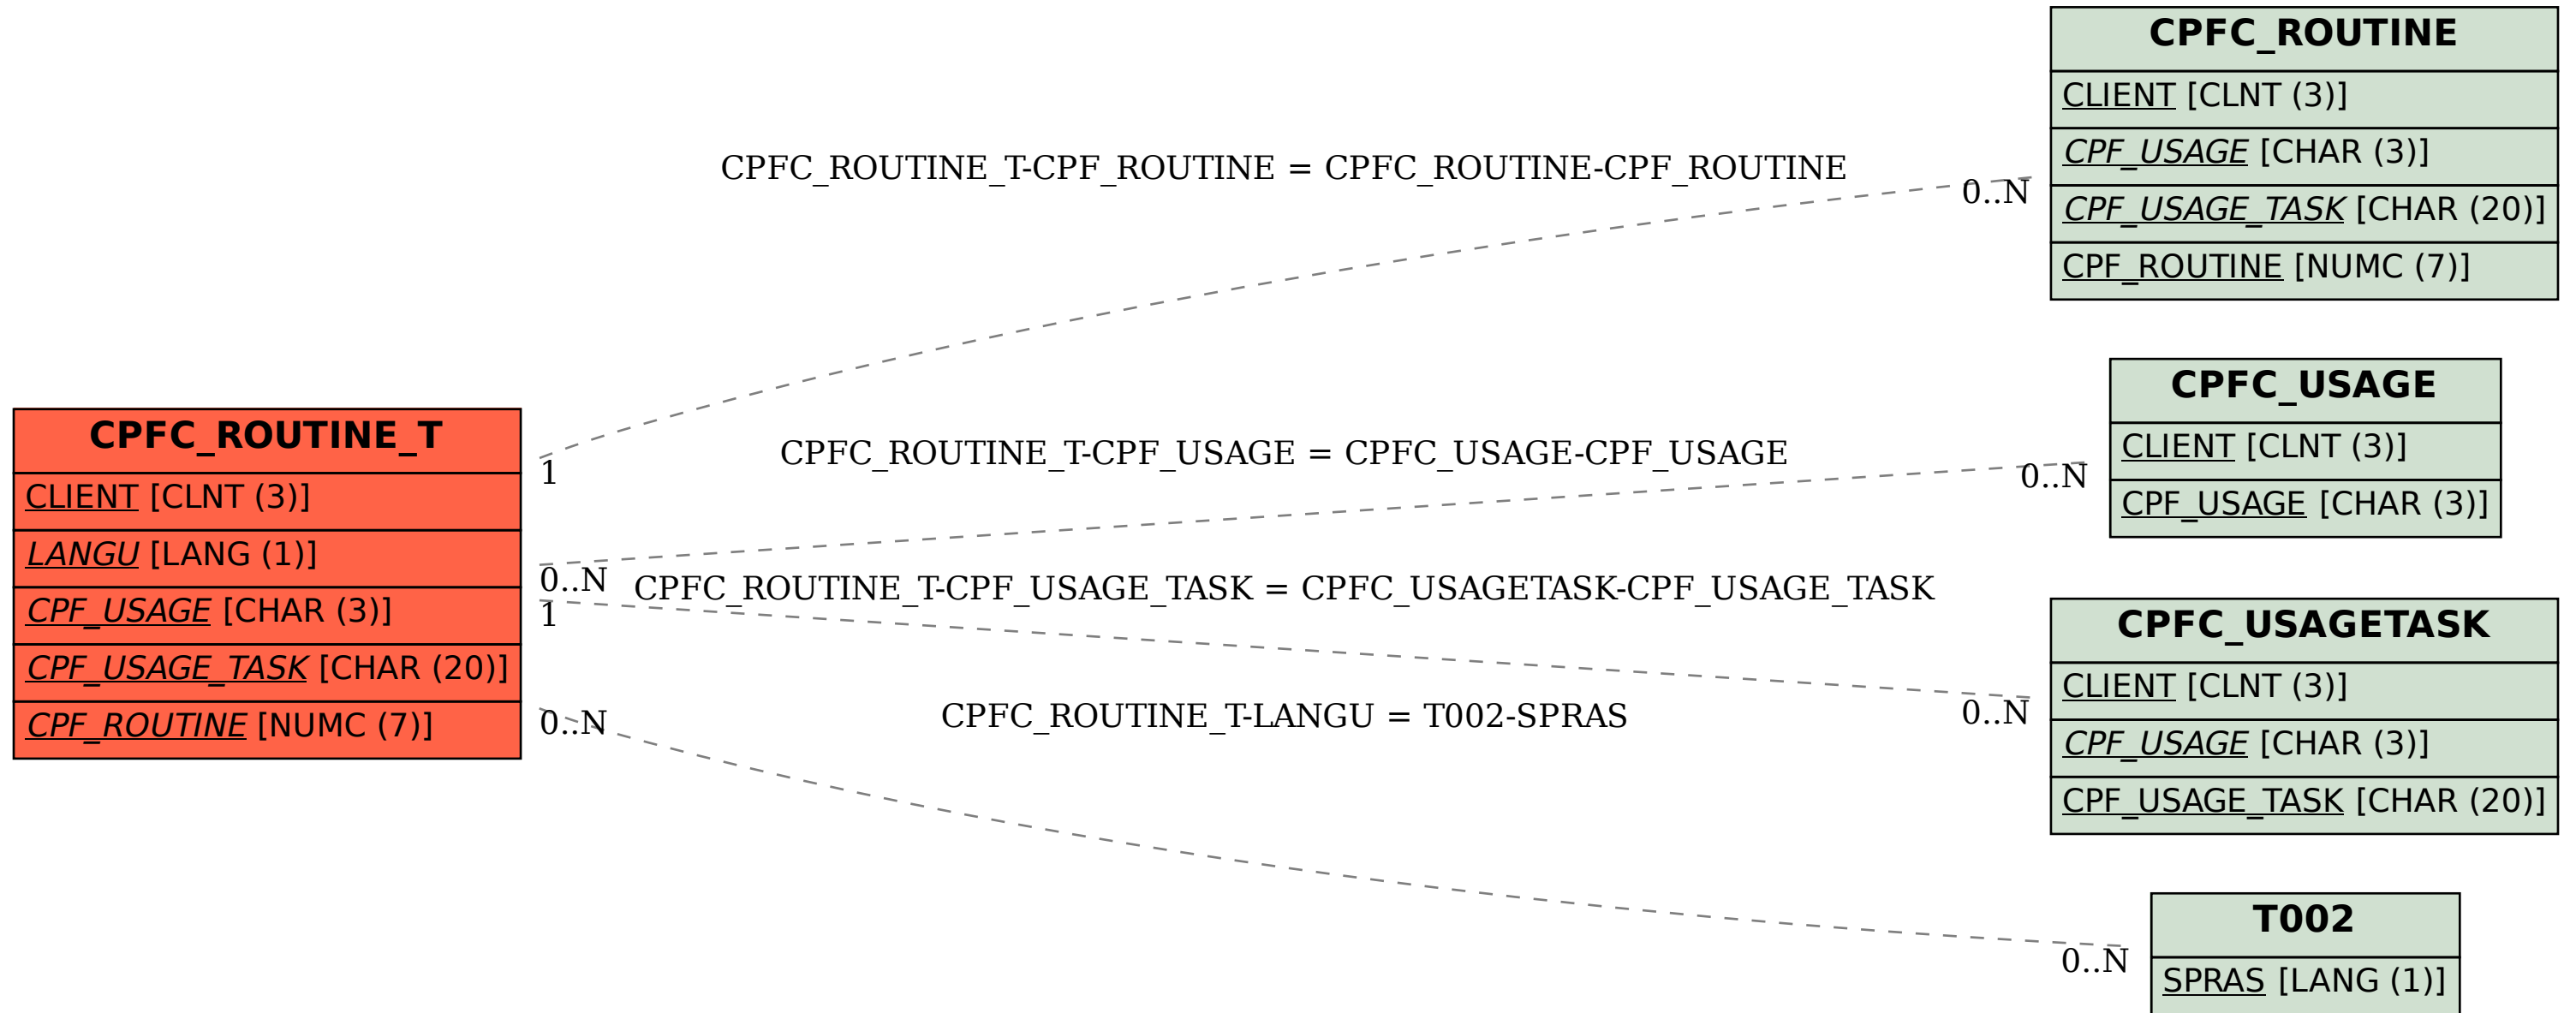 CPFC_ROUTINE
CLIENT [CLNT (3)]
CPF_USAGE [CHAR (3)]
CPF_USAGE_TASK [CHAR (20)]
CPF_ROUTINE [NUMC (7)]
CPFC_ROUTINE_T-CPF_ROUTINE = CPFC_ROUTINE-CPF_ROUTINE
0..N
1
CPFC_USAGE
CLIENT [CLNT (3)]
CPF_USAGE [CHAR (3)]
CPFC_ROUTINE_T-CPF_USAGE = CPFC_USAGE-CPF_USAGE
0..N
0..N
CPFC_ROUTINE_T
CLIENT [CLNT (3)]
LANGU [LANG (1)]
CPF_USAGE [CHAR (3)]
CPF_USAGE_TASK [CHAR (20)]
CPF_ROUTINE [NUMC (7)]
CPFC_ROUTINE_T-CPF_USAGE_TASK = CPFC_USAGETASK-CPF_USAGE_TASK
1
0..N
CPFC_USAGETASK
CLIENT [CLNT (3)]
CPF_USAGE [CHAR (3)]
CPF_USAGE_TASK [CHAR (20)]
CPFC_ROUTINE_T-LANGU = T002-SPRAS
0..N
0..N
T002
SPRAS [LANG (1)]